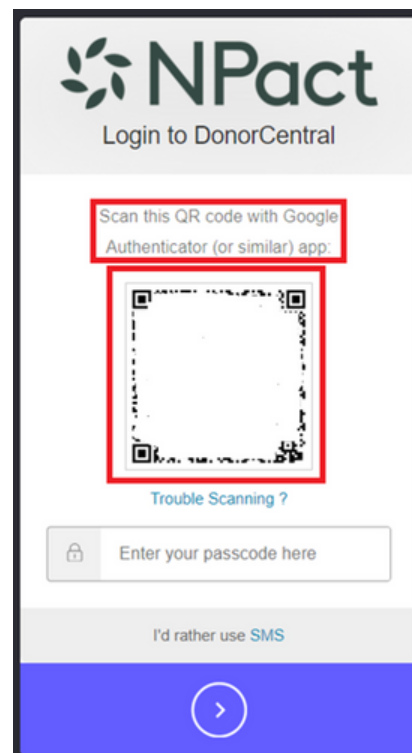 NPact
Login to DonorCentral
Scan this QR code with Google
Authenticator (or similar) app:
Trouble Scanning ?
Enter your passcode here
I'd rather use SMS